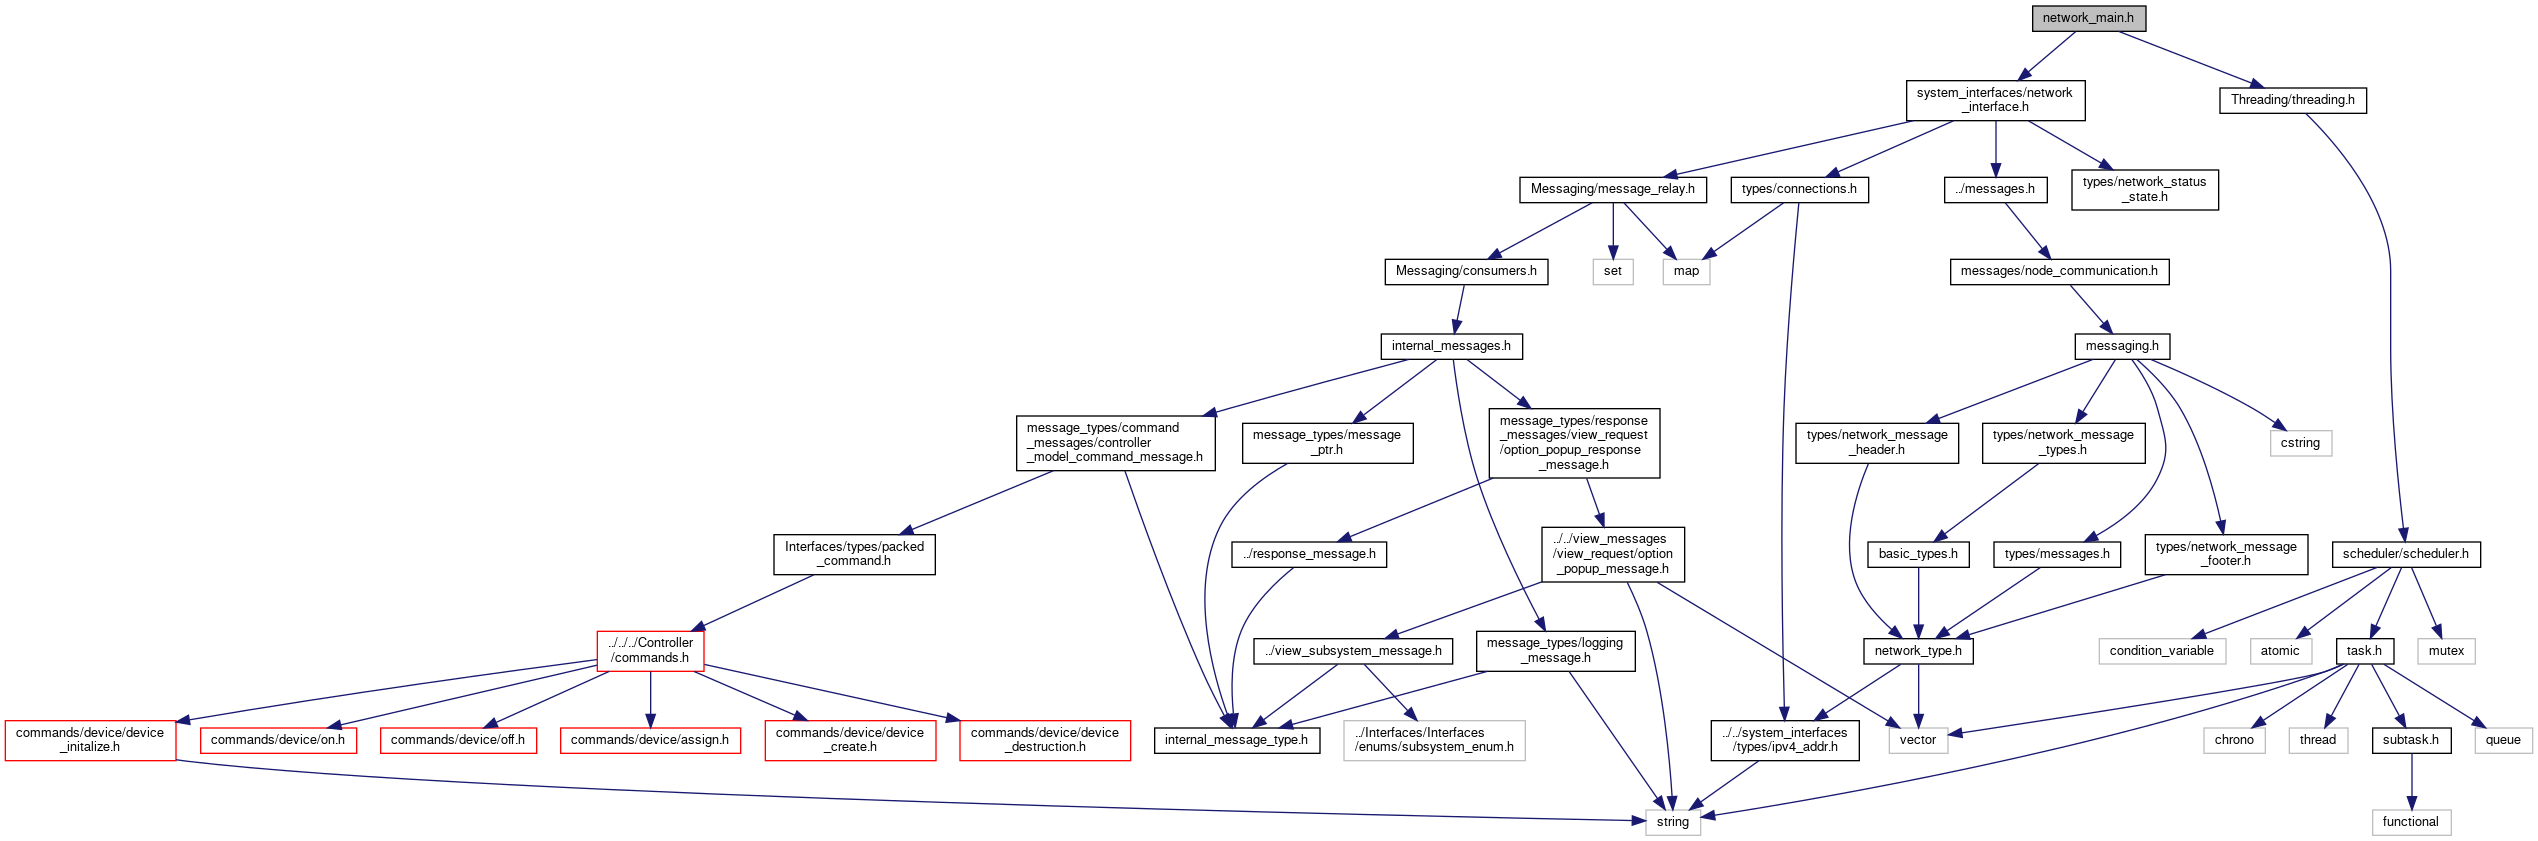 network_main.h
system_interfaces/network
_interface.h
Threading/threading.h
Messaging/message_relay.h
types/connections.h
../messages.h
types/network_status
_state.h
Messaging/consumers.h
set
map
messages/node_communication.h
internal_messages.h
messaging.h
message_types/command
_messages/controller
_model_command_message.h
message_types/message
_ptr.h
message_types/response
_messages/view_request
/option_popup_response
_message.h
types/network_message
_header.h
types/network_message
_types.h
cstring
Interfaces/types/packed
_command.h
../response_message.h
../../view_messages
/view_request/option
_popup_message.h
basic_types.h
types/messages.h
types/network_message
_footer.h
scheduler/scheduler.h
../../../Controller
/commands.h
../view_subsystem_message.h
message_types/logging
_message.h
network_type.h
condition_variable
atomic
task.h
mutex
commands/device/device
_initalize.h
commands/device/on.h
commands/device/off.h
commands/device/assign.h
commands/device/device
_create.h
commands/device/device
_destruction.h
internal_message_type.h
../Interfaces/Interfaces
/enums/subsystem_enum.h
../../system_interfaces
/types/ipv4_addr.h
vector
chrono
thread
subtask.h
queue
string
functional